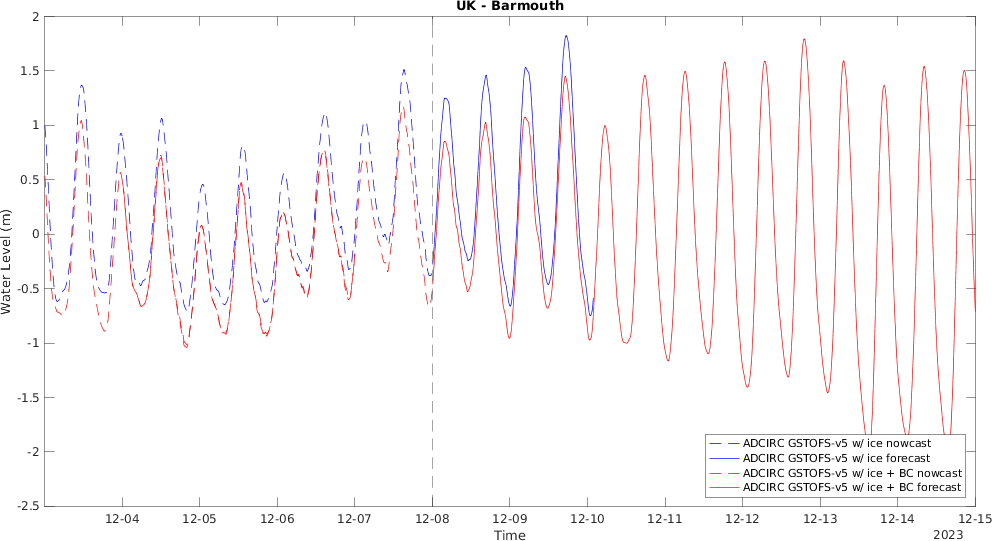 UK - Barmouth
2
1.5
1
0.5
0
-0.5
-1
-1.5
-2
-2.5
Water Level (m)
ADCIRC GSTOFS-v5 w/ ice nowcast
ADCIRC GSTOFS-v5 w/ ice forecast
ADCIRC GSTOFS-v5 w/ ice + BC nowcast
ADCIRC GSTOFS-v5 w/ ice + BC forecast
12-04 12-05 12-06 12-07 12-08 12-09 12-10 12-11 12-12 12-13 12-14 12-15
Time
2023